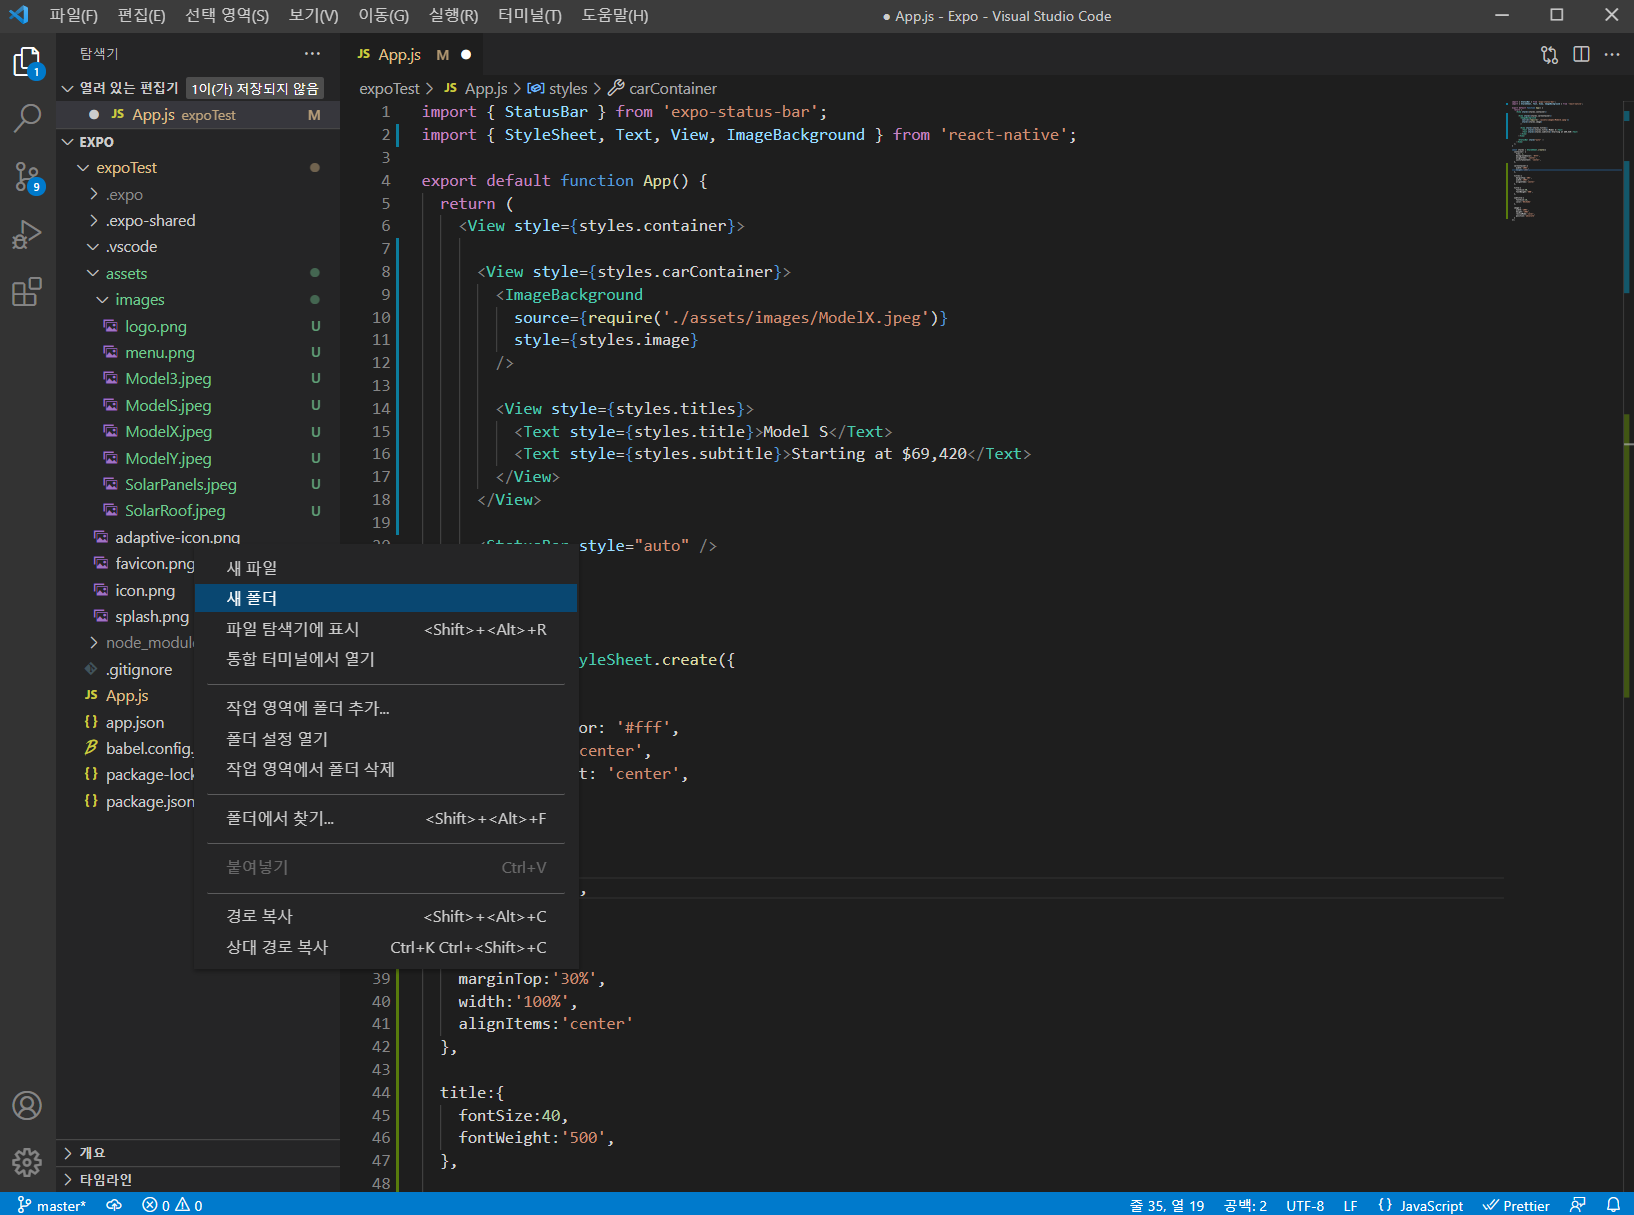 파일(F) 편집(E) 선택 영역(S) 보기(V) 이동(G) 실행(R) 터미널(T) 도움말(H)
● App.js - Expo - Visual Studio Code
탐색기 ···
열려 있는 편집기 1이(가) 저장되지 않음
● JS App.js expoTest M
EXPO
expoTest
.expo
.expo-shared
.vscode
assets
images
logo.png U
menu.png U
Model3.jpeg U
ModelS.jpeg U
ModelX.jpeg U
ModelY.jpeg U
SolarPanels.jpeg U
SolarRoof.jpeg U
adaptive-icon.png
favicon.png
icon.png
splash.png
node_modul
.gitignore
JS App.js
{} app.json
babel.config.
{} package-lock
{} package.json
개요
타임라인
1
9
JS App.js M ●
expoTest > JS App.js > styles > carContainer
1 import { StatusBar } from 'expo-status-bar';
2 import { StyleSheet, Text, View, ImageBackground } from 'react-native';
3
4 export default function App() {
5 return (
6 <View style={styles.container}>
7
8 <View style={styles.carContainer}>
9 <ImageBackground
10 source={require('./assets/images/ModelX.jpeg')}
11 style={styles.image}
12 />
13
14 <View style={styles.titles}>
15 <Text style={styles.title}>Model S</Text>
16 <Text style={styles.subtitle}>Starting at $69,420</Text>
17 </View>
18 </View>
19
20 <StatusBar style="auto" />
yleSheet.create({
or: '#fff',
center',
t: 'center',
,
새 파일
새 폴더
파일 탐색기에 표시 <Shift>+<Alt>+R
통합 터미널에서 열기
작업 영역에 폴더 추가...
폴더 설정 열기
작업 영역에서 폴더 삭제
폴더에서 찾기... <Shift>+<Alt>+F
붙여넣기 Ctrl+V
경로 복사 <Shift>+<Alt>+C
상대 경로 복사 Ctrl+K Ctrl+<Shift>+C
39 marginTop:'30%',
40 width:'100%',
41 alignItems:'center'
42 },
43
44 title:{
45 fontSize:40,
46 fontWeight:'500',
47 },
48
master* 0 0 줄 35, 열 19 공백: 2 UTF-8 LF {} JavaScript Prettier